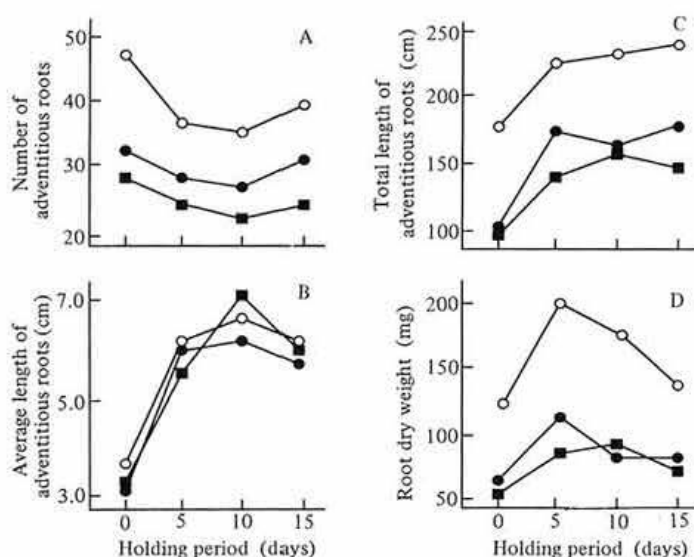 A
Number of
adventitious roots
50
40
30
20
B
Average length of
adventitious roots (cm)
7.0
5.0
3.0
0 5 10 15
Holding period (days)
C
Total length of
adventitious roots (cm)
250
200
150
100
D
Root dry weight (mg)
200
150
100
50
0 5 10 15
Holding period (days)